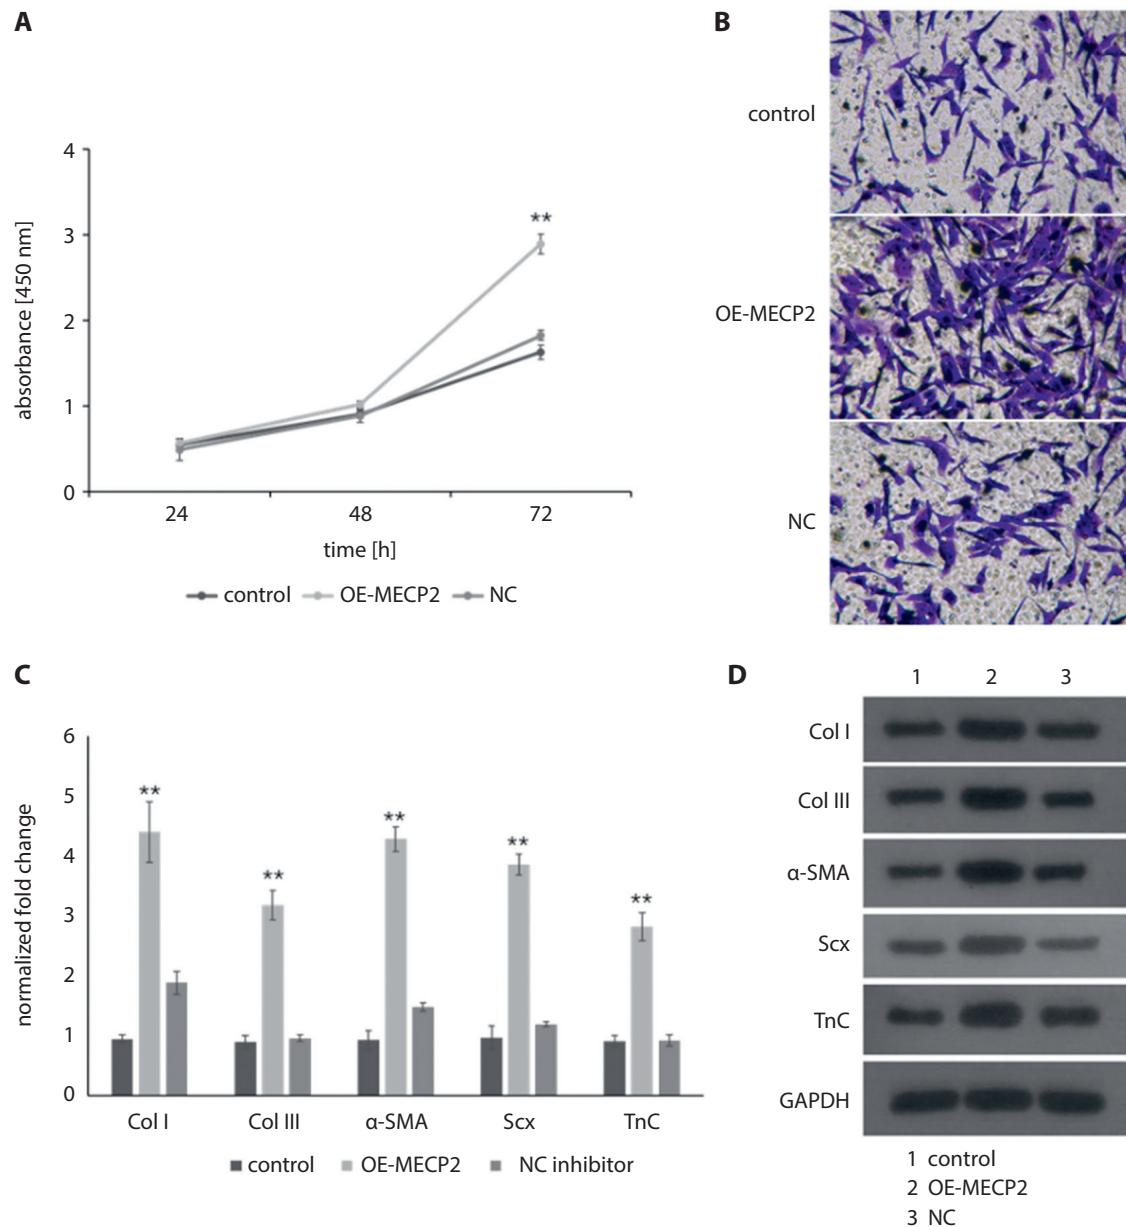 A
absorbance [450 nm]
4
3
2
1
0
**
24 48 72
time [h]
control OE-MECP2 NC
B
control
OE-MECP2
NC
C
normalized fold change
6
5
4
3
2
1
0
** ** ** ** **
Col I Col III α-SMA Scx TnC
control OE-MECP2 NC inhibitor
D
1 2 3
Col I
Col III
α-SMA
Scx
TnC
GAPDH
1 control
2 OE-MECP2
3 NC